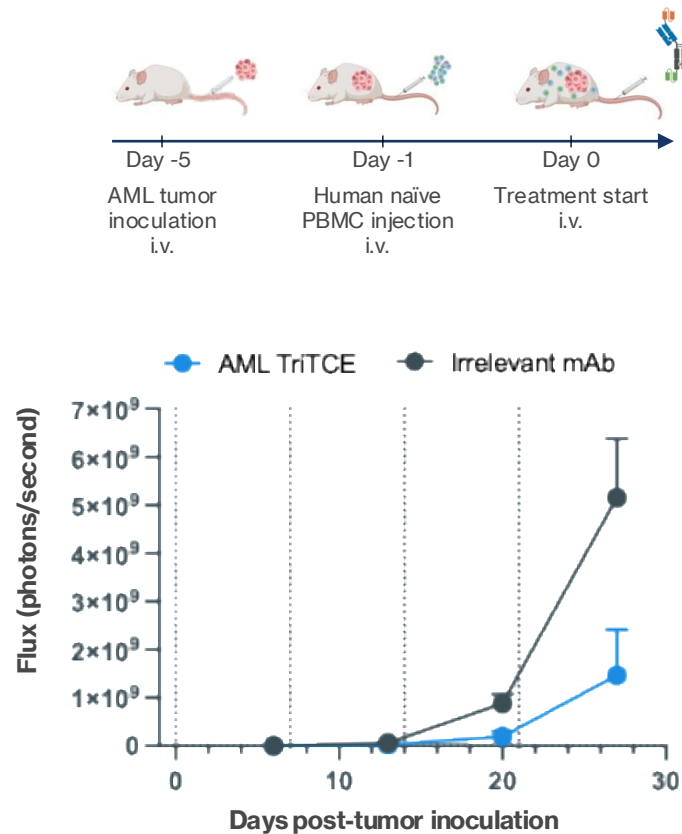 Day -5
Day -1
Day 0
AML tumor
inoculation
i.v.
Human naïve
PBMC injection
i.v.
Treatment start
i.v.
AML TriTCE
Irrelevant mAb
Flux (photons/second)
7×10⁹
6×10⁹
5×10⁹
4×10⁹
3×10⁹
2×10⁹
1×10⁹
0
0 10 20 30
Days post-tumor inoculation